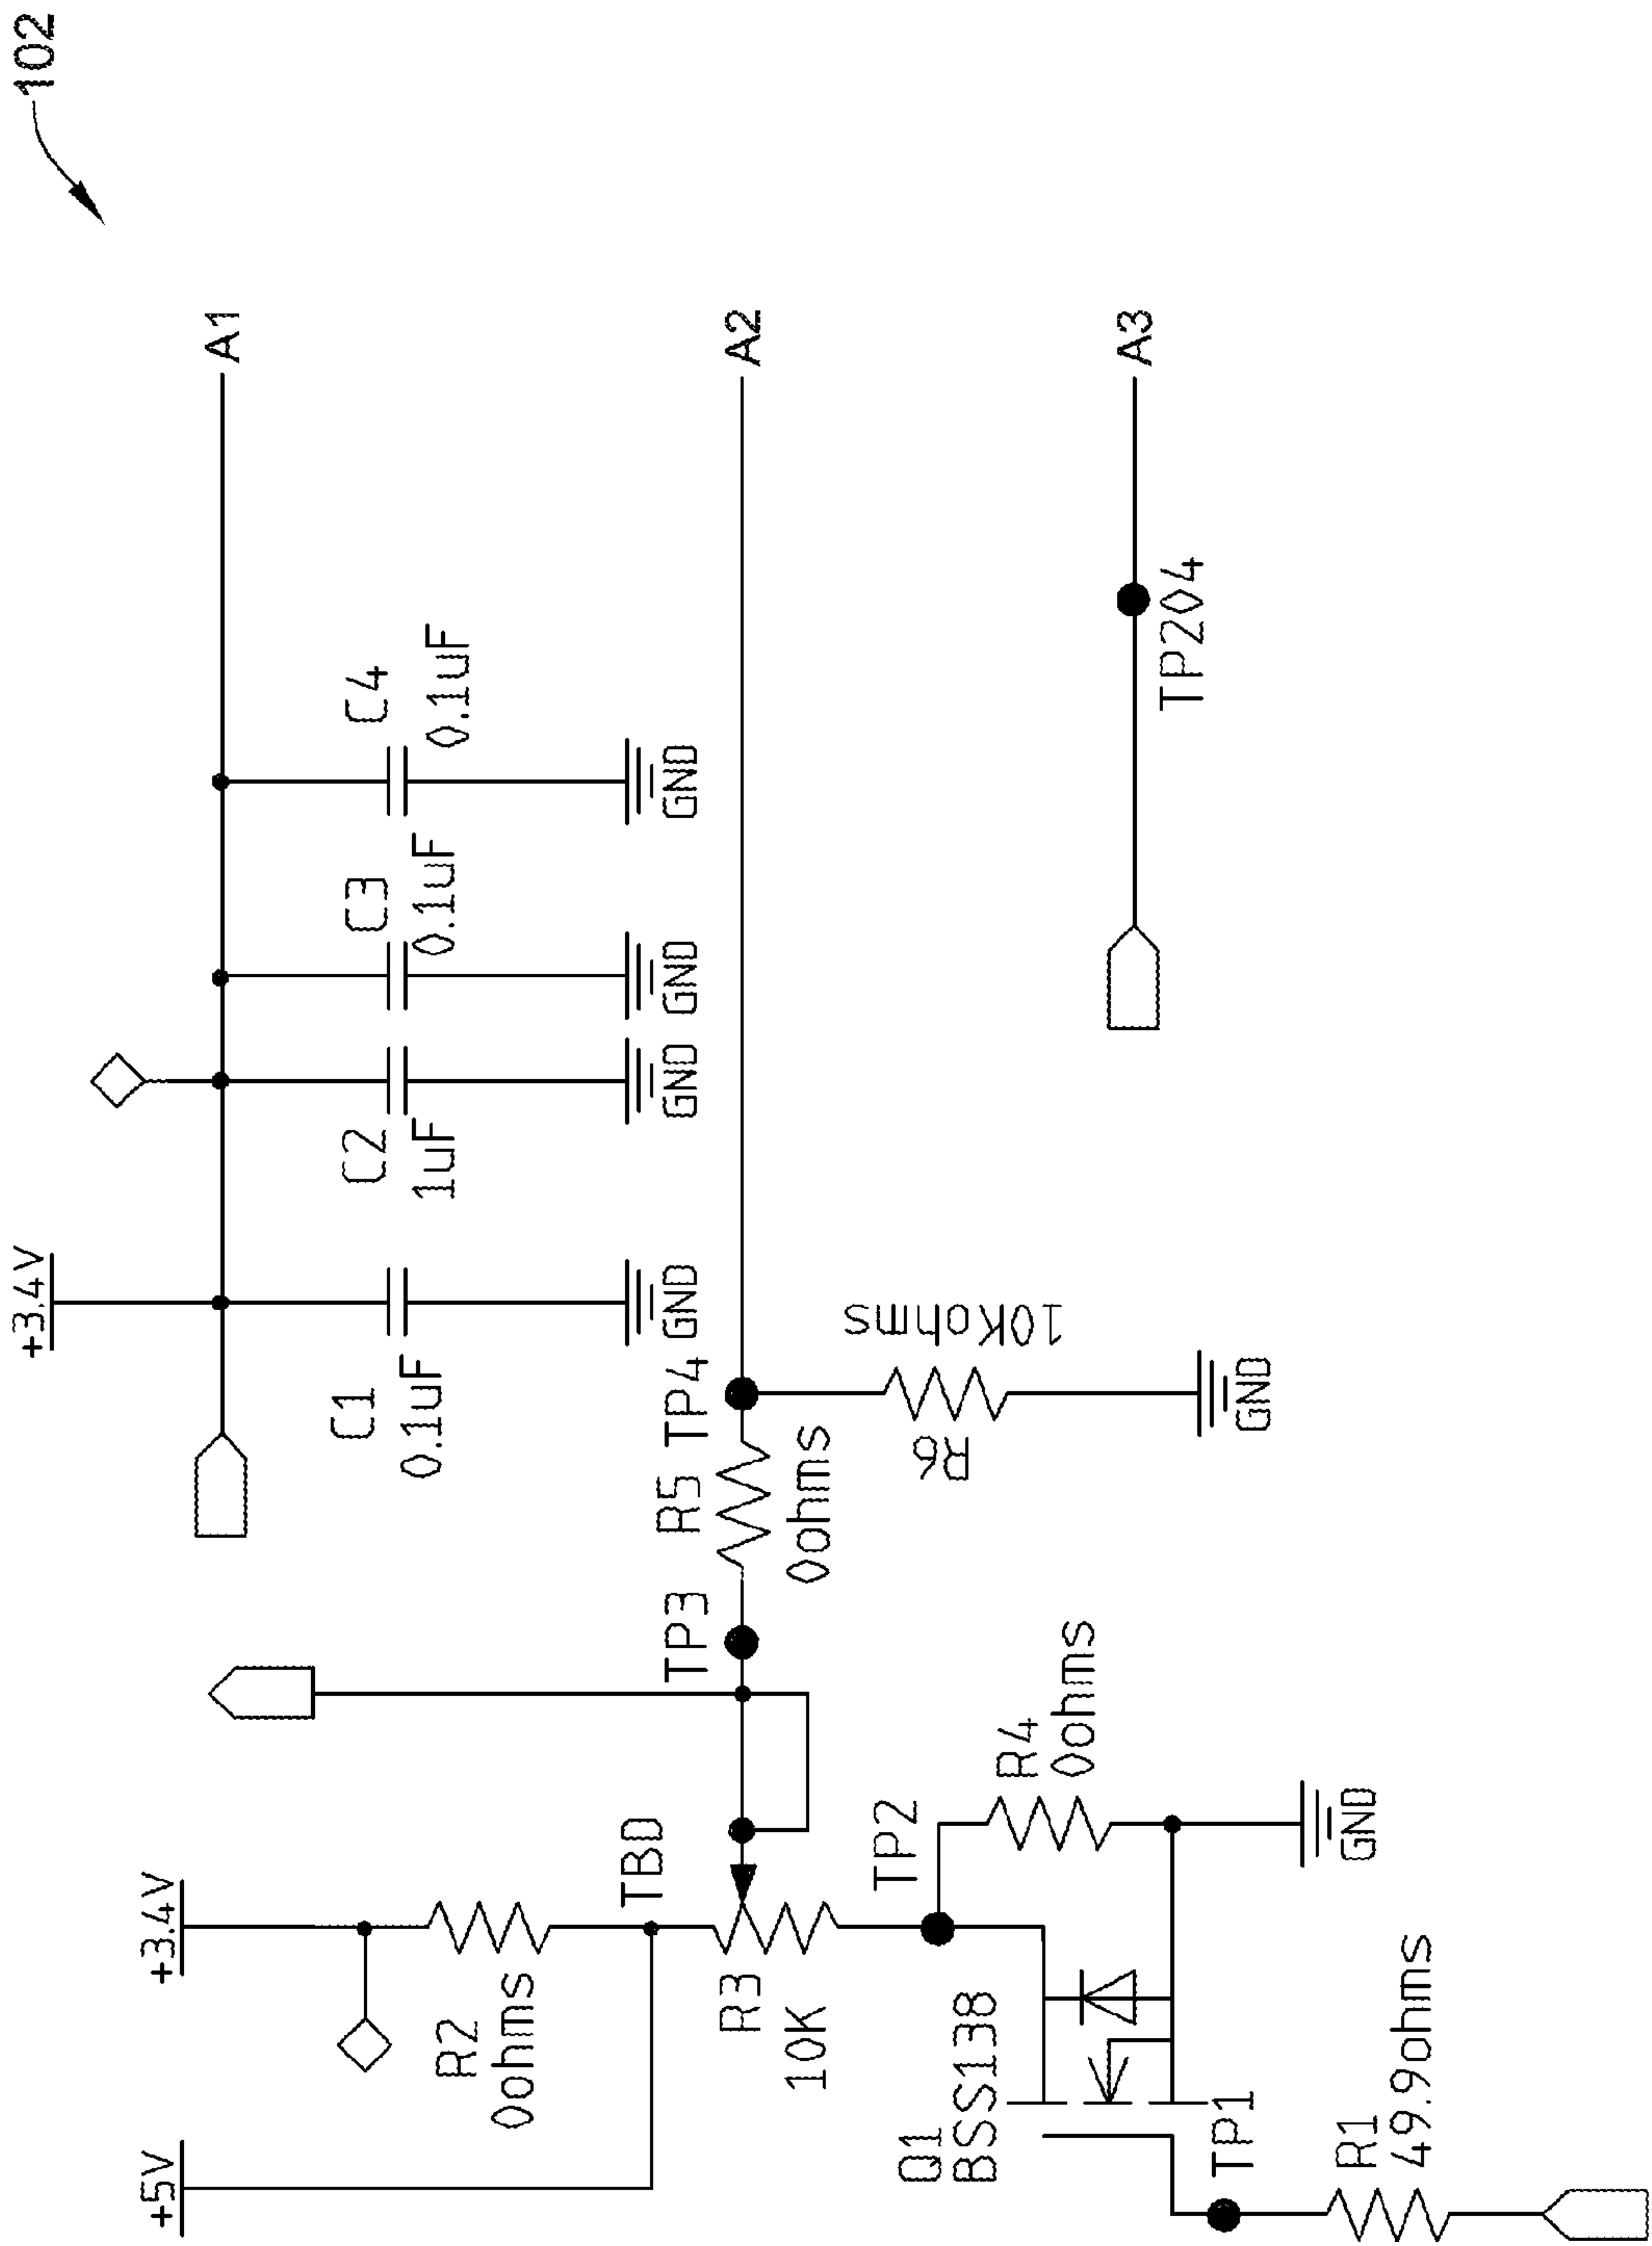 102
+3.4V
A1
C1
0.1uF
C2
1uF
C3
0.1uF
C4
0.1uF
GND
GND
GND
GND
+5V
+3.4V
R2
0ohms
TBD
R3
10K
TP3
R5
0ohms
TP4
A2
R6
10Kohms
GND
TP2
R4
0ohms
GND
Q1
BSS138
TP1
R1
49.9ohms
TP204
A3